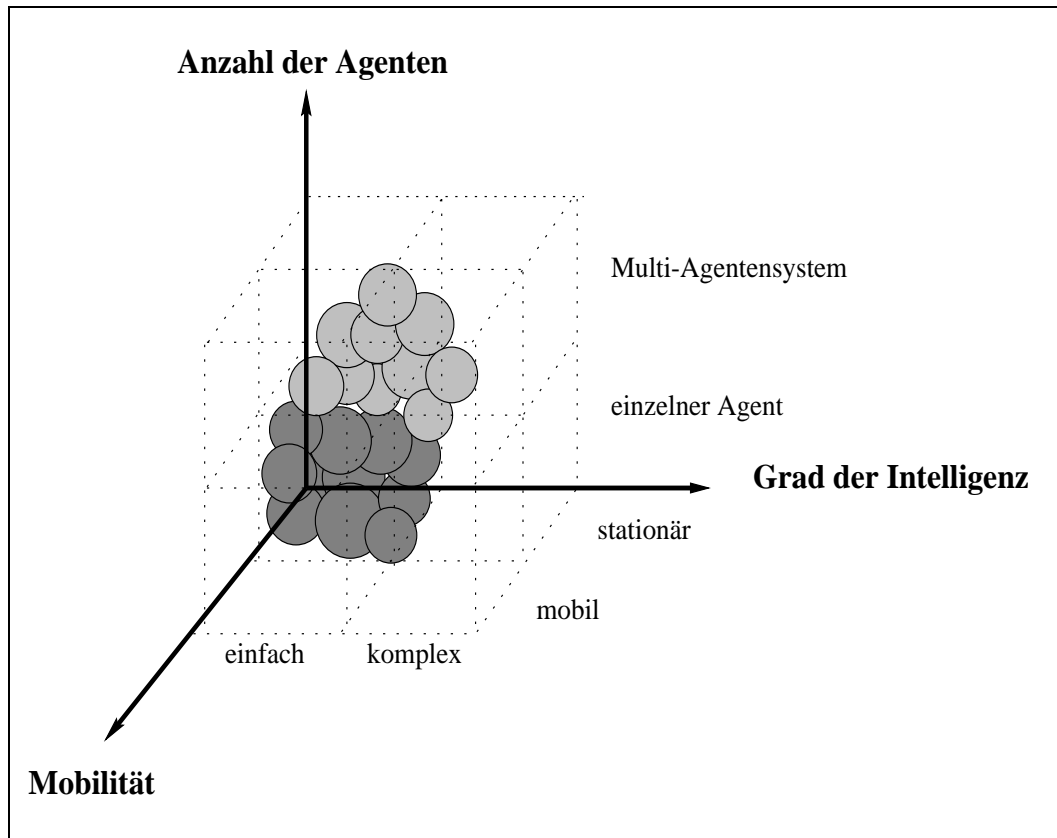 Anzahl der Agenten
Multi-Agentensystem
einzelner Agent
Grad der Intelligenz
stationär
mobil
einfach
komplex
Mobilität